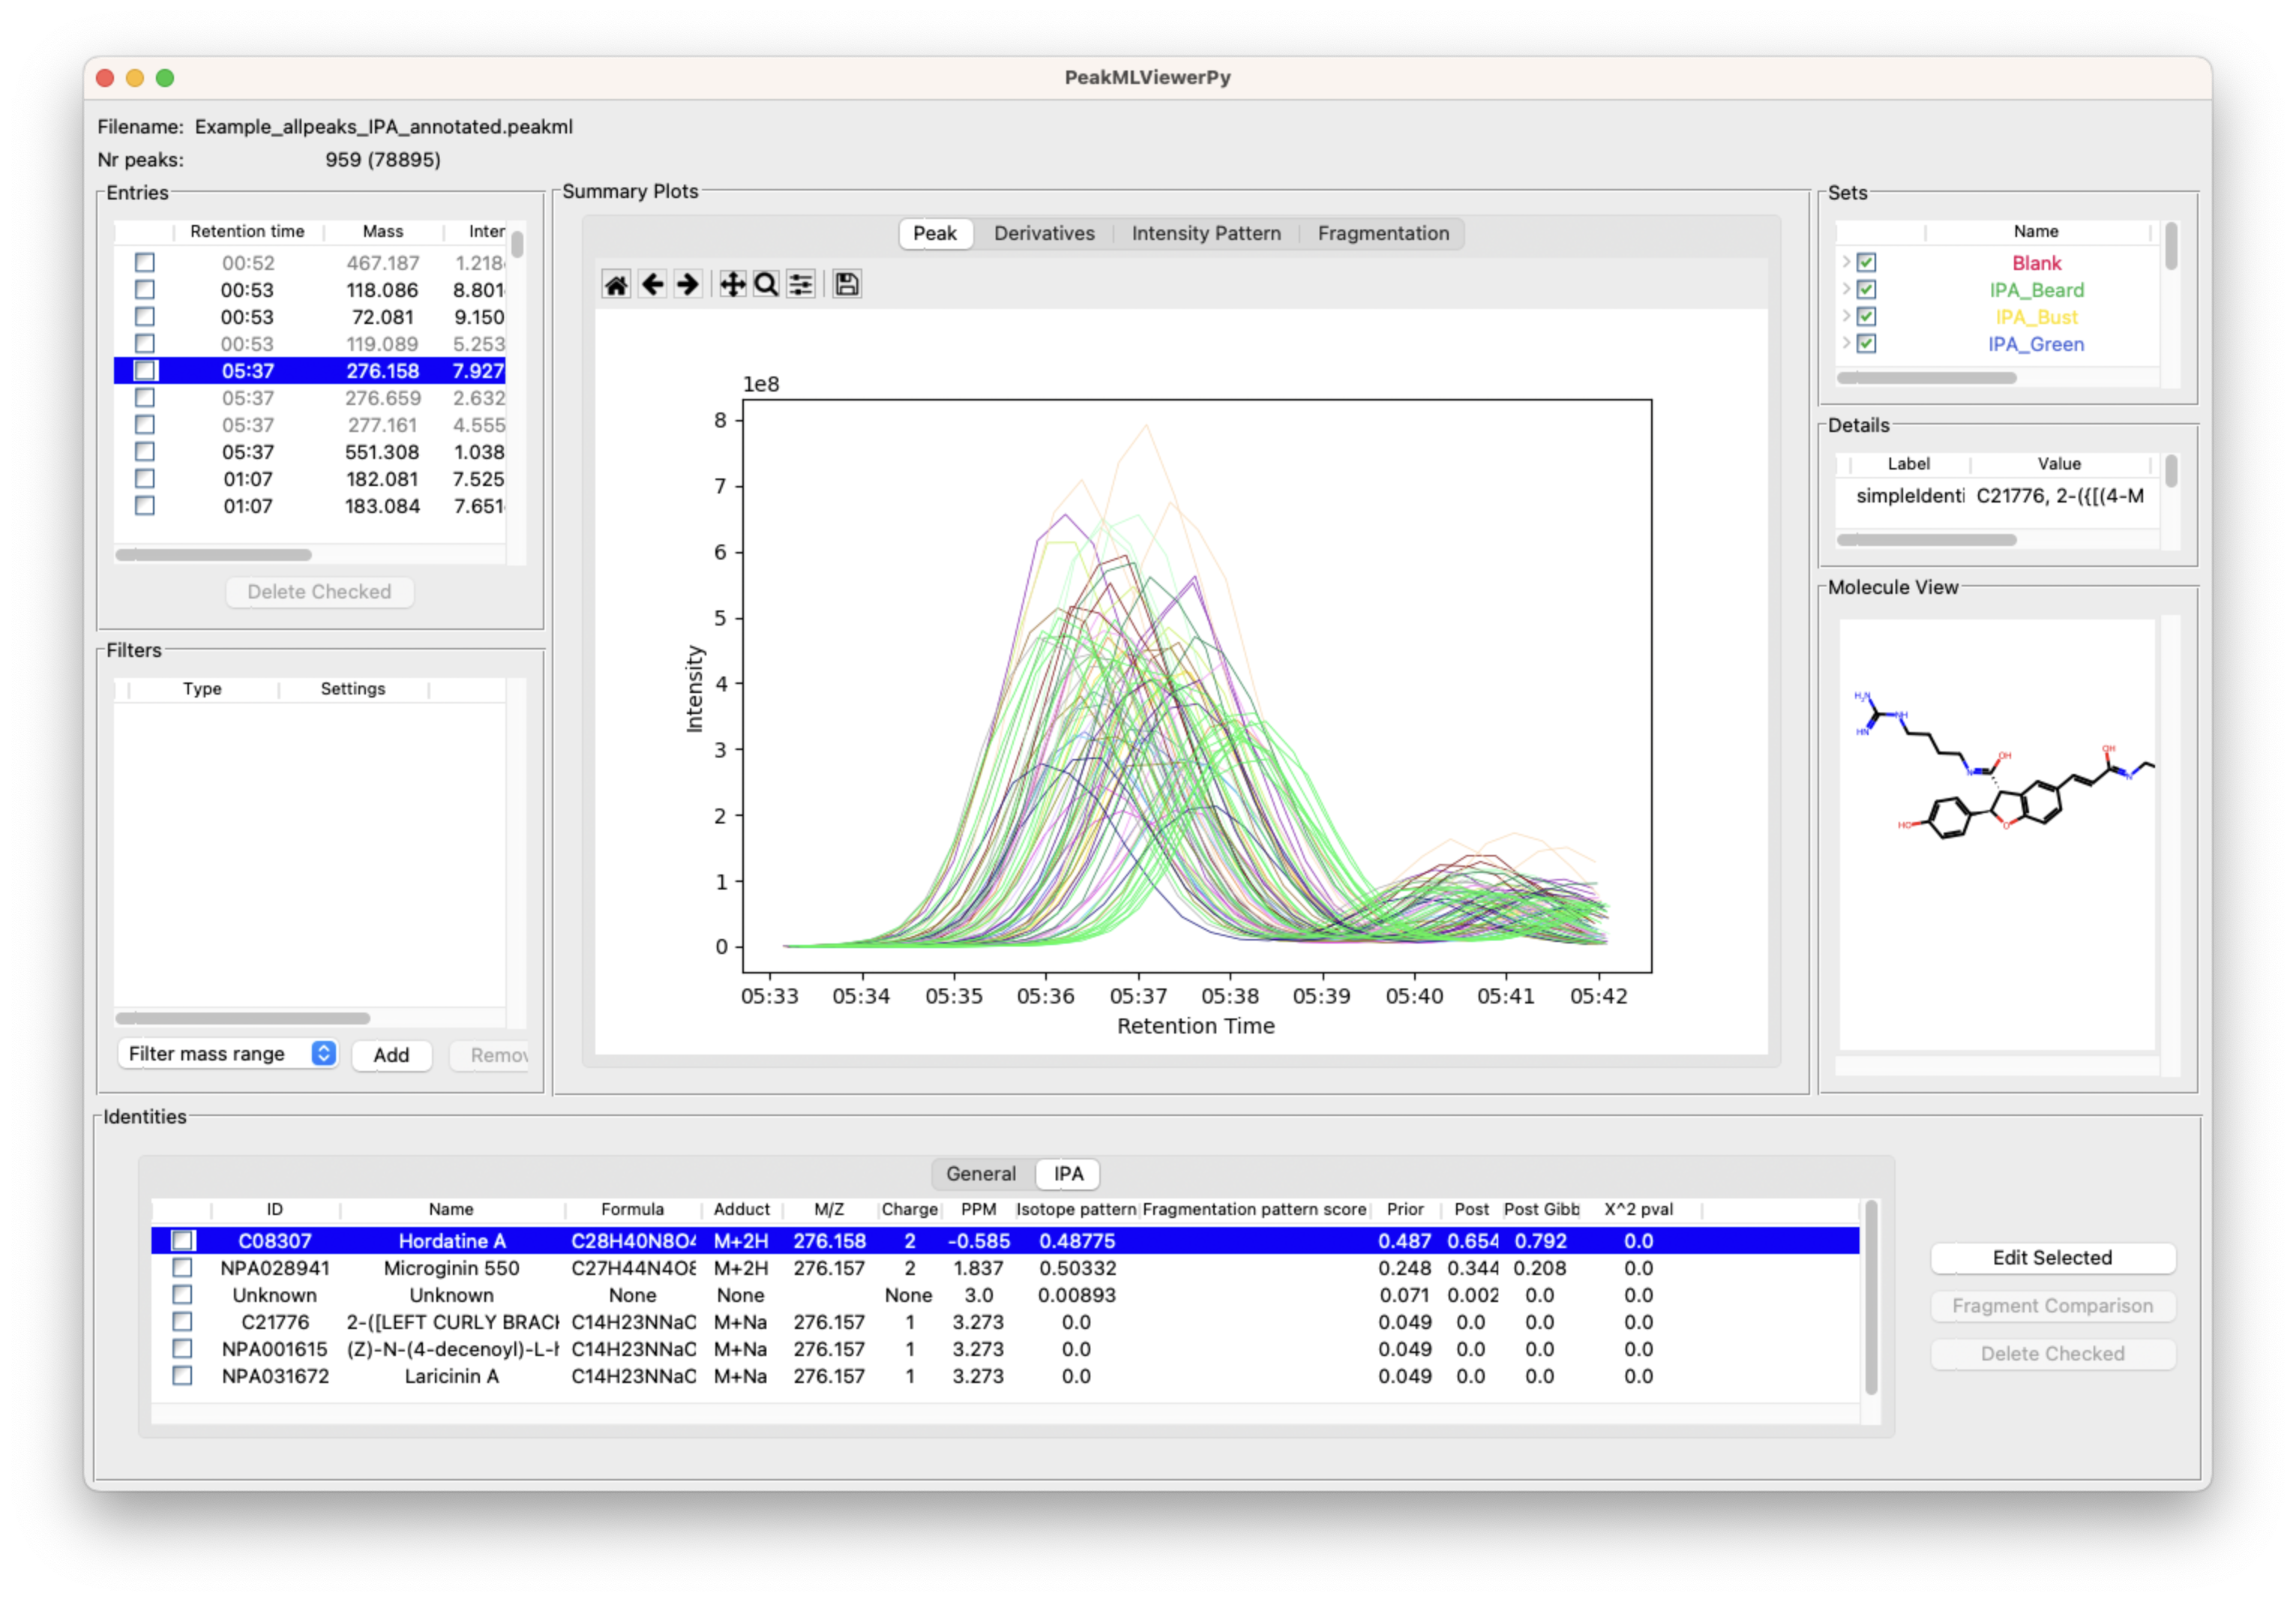 PeakMLViewerPy
Filename: Example_allpeaks_IPA_annotated.peakml
Nr peaks: 959 (78895)
Entries
Retention time Mass Inter
00:52 467.187 1.218
00:53 118.086 8.801
00:53 72.081 9.150
00:53 119.089 5.253
05:37 276.158 7.927
05:37 276.659 2.632
05:37 277.161 4.555
05:37 551.308 1.038
01:07 182.081 7.525
01:07 183.084 7.651
Delete Checked
Filters
Type Settings
Filter mass range Add Remov
Summary Plots
Peak Derivatives Intensity Pattern Fragmentation
1e8
8
7
6
5
4
3
2
1
0
Intensity
05:33 05:34 05:35 05:36 05:37 05:38 05:39 05:40 05:41 05:42
Retention Time
Sets
Name
Blank
IPA_Beard
IPA_Bust
IPA_Green
Details
Label Value
simpleIdenti C21776, 2-({[(4-M
Molecule View
H2N
NH
HN
N
OH
OH
N
HO
O
Identities
General IPA
ID Name Formula Adduct M/Z Charge PPM Isotope pattern Fragmentation pattern score Prior Post Post Gibb X^2 pval
C08307 Hordatine A C28H40N8O4 M+2H 276.158 2 -0.585 0.48775 0.487 0.654 0.792 0.0
NPA028941 Microginin 550 C27H44N4O8 M+2H 276.157 2 1.837 0.50332 0.248 0.344 0.208 0.0
Unknown Unknown None None None 3.0 0.00893 0.071 0.002 0.0 0.0
C21776 2-([LEFT CURLY BRACK C14H23NNaO M+Na 276.157 1 3.273 0.0 0.049 0.0 0.0 0.0
NPA001615 (Z)-N-(4-decenoyl)-L-h C14H23NNaO M+Na 276.157 1 3.273 0.0 0.049 0.0 0.0 0.0
NPA031672 Laricinin A C14H23NNaO M+Na 276.157 1 3.273 0.0 0.049 0.0 0.0 0.0
Edit Selected
Fragment Comparison
Delete Checked